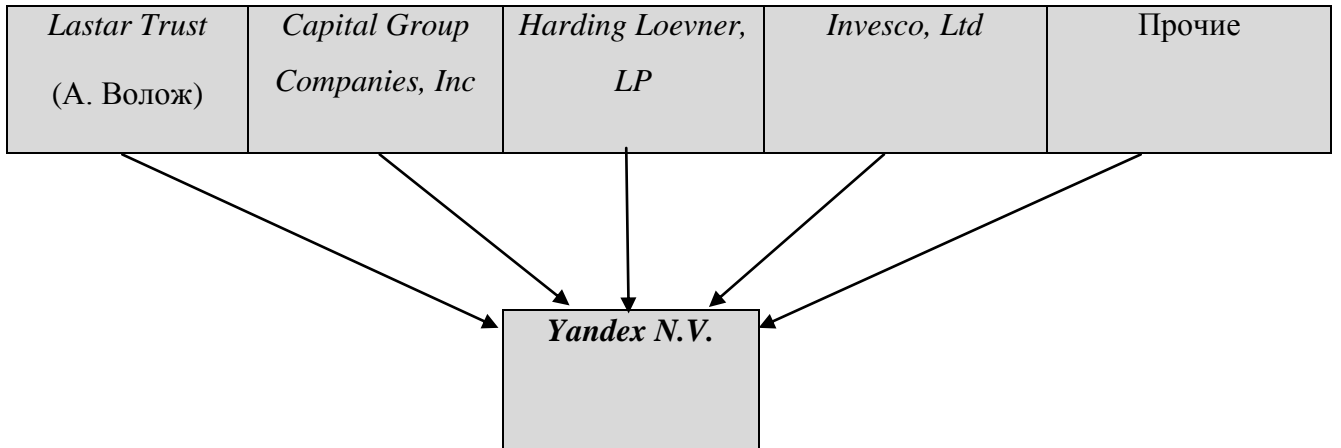 Lastar Trust
(А. Волож)
Capital Group
Companies, Inc
Harding Loevner,
LP
Invesco, Ltd
Прочие
Yandex N.V.